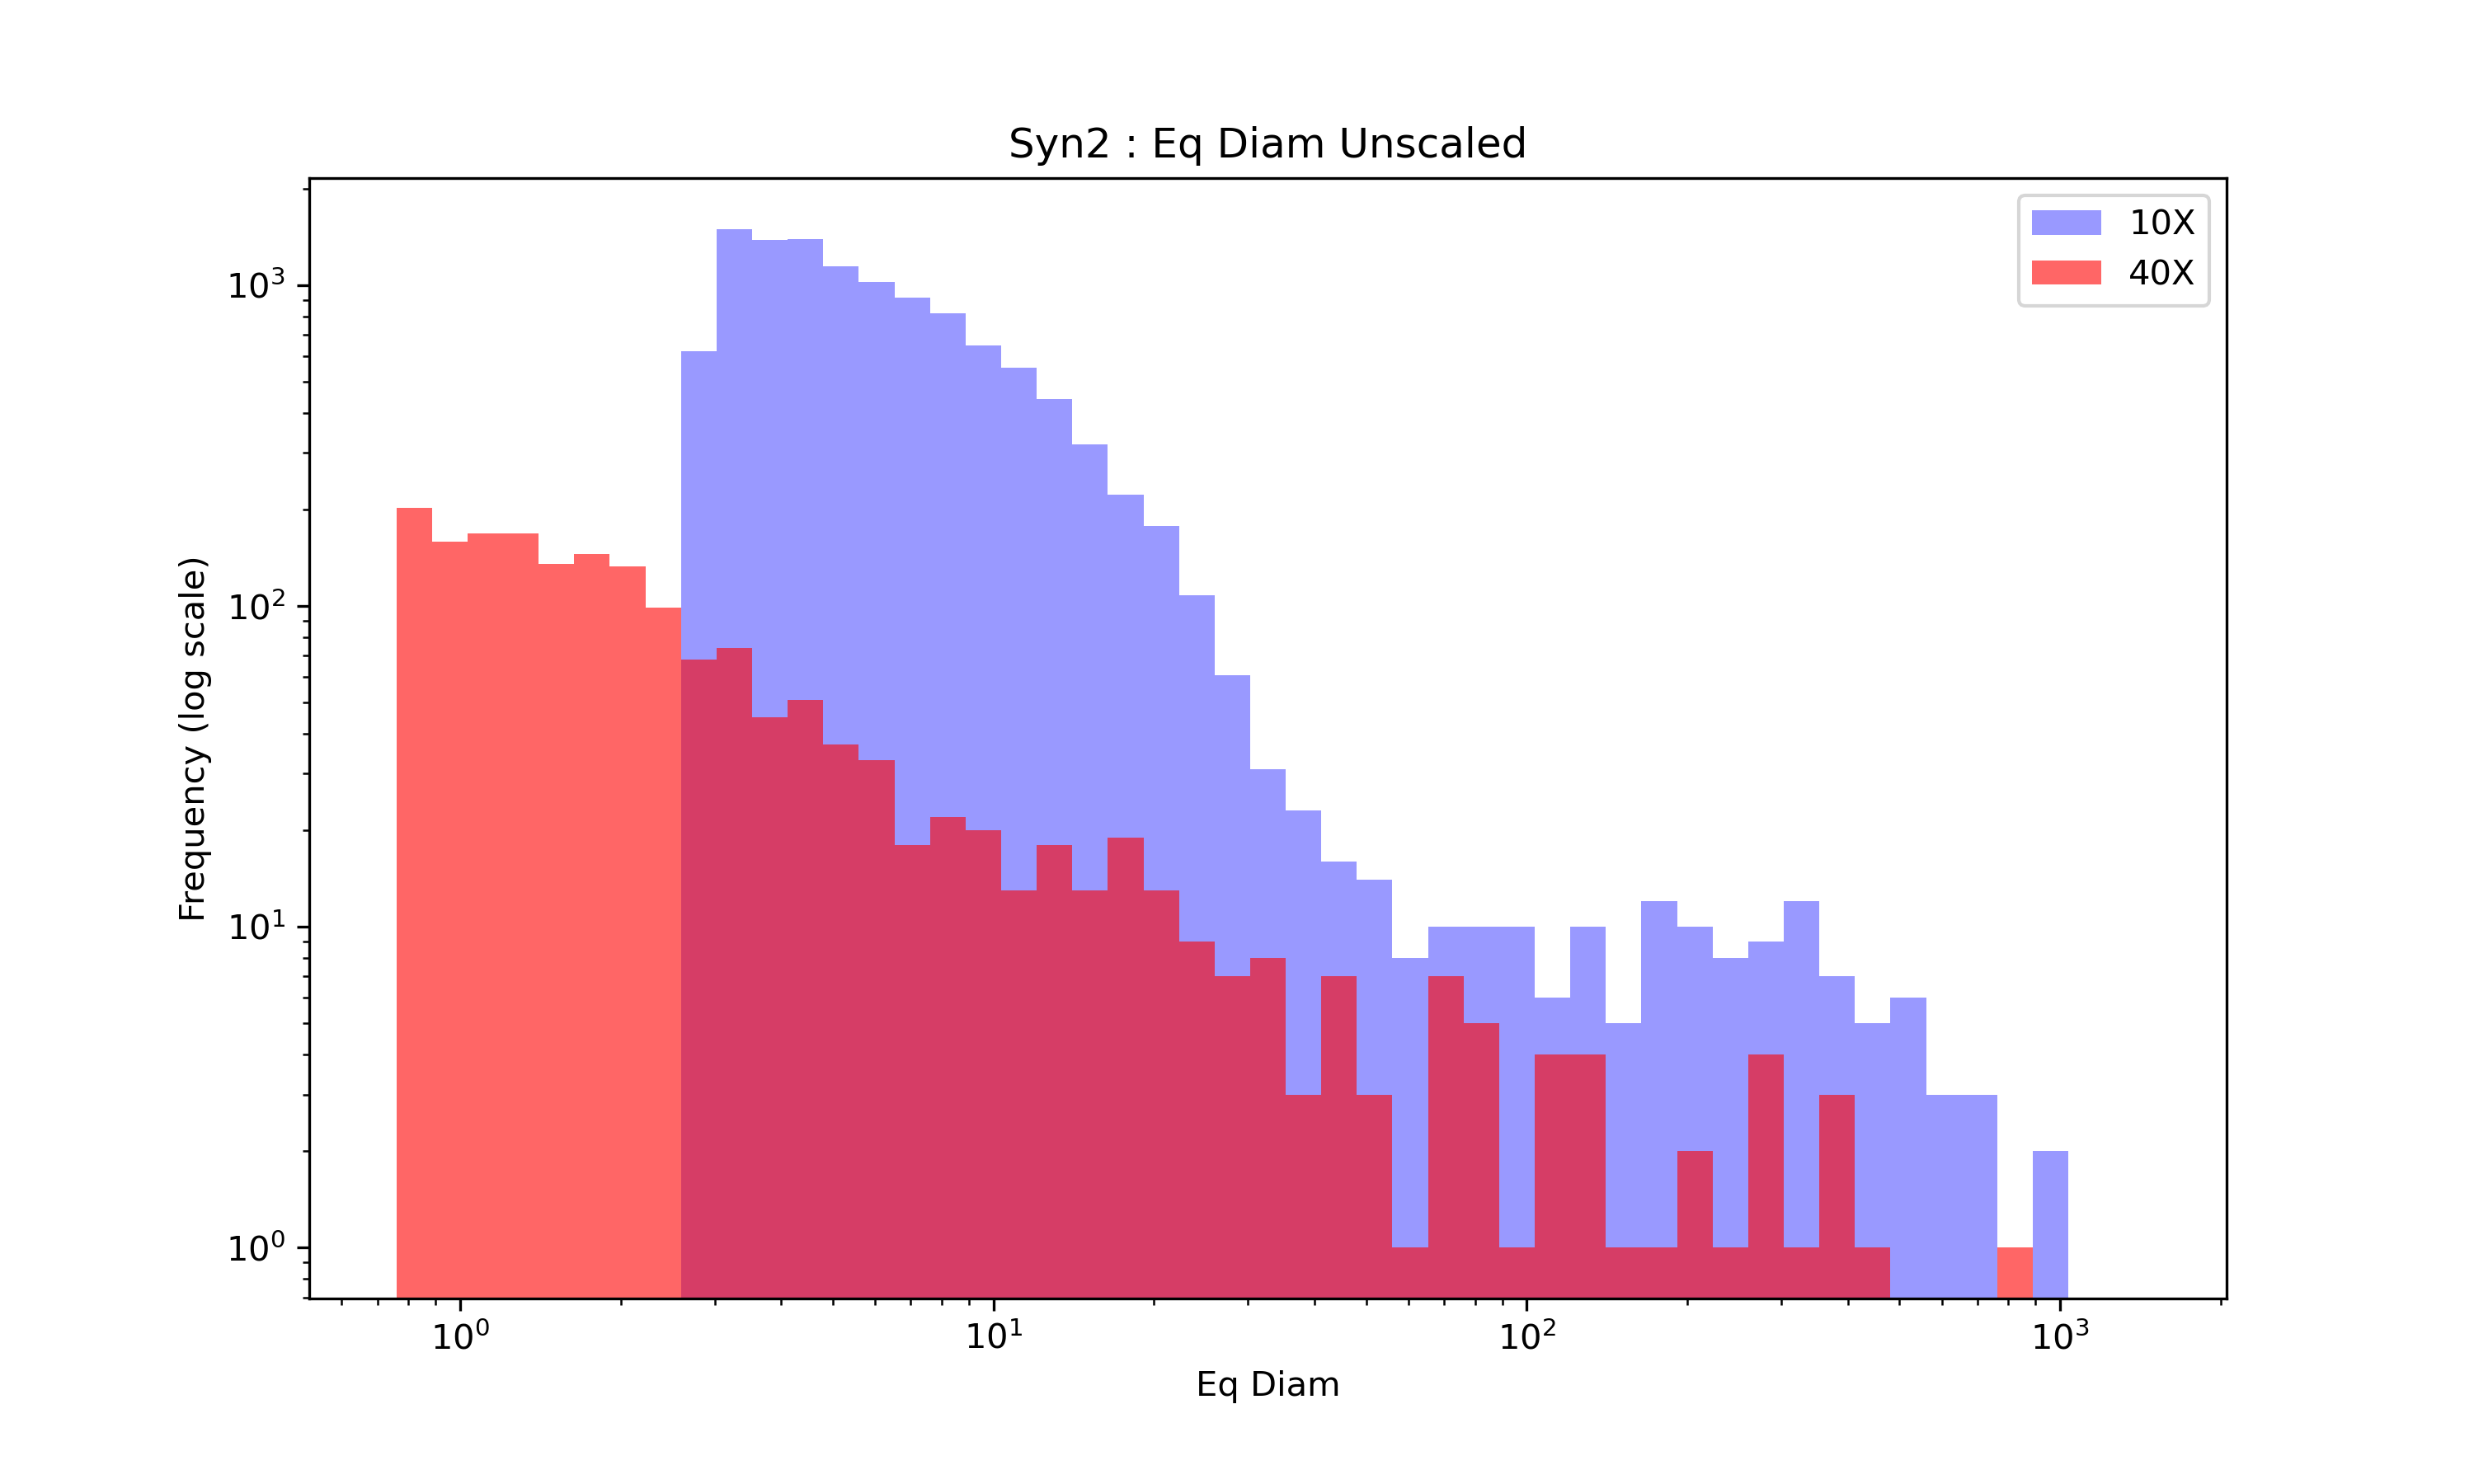 Syn2 : Eq Diam Unscaled
10X
40X
Frequency (log scale)
10³
10²
10¹
10⁰
10⁰ 10¹ 10² 10³
Eq Diam